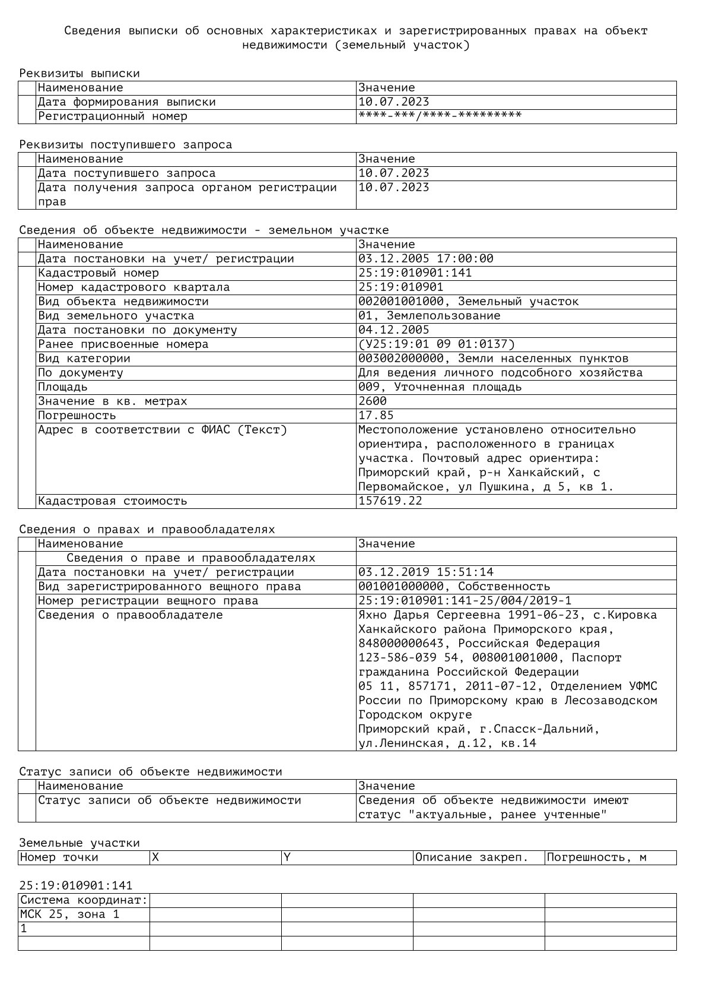 Сведения выписки об основных характеристиках и зарегистрированных правах на объект
недвижимости (земельный участок)
Реквизиты выписки
Наименование Значение
Дата формирования выписки 10.07.2023
Регистрационный номер ****-***/****-*********
Реквизиты поступившего запроса
Наименование Значение
Дата поступившего запроса 10.07.2023
Дата получения запроса органом регистрации 10.07.2023
прав
Сведения об объекте недвижимости - земельном участке
Наименование Значение
Дата постановки на учет/ регистрации 03.12.2005 17:00:00
Кадастровый номер 25:19:010901:141
Номер кадастрового квартала 25:19:010901
Вид объекта недвижимости 002001001000, Земельный участок
Вид земельного участка 01, Землепользование
Дата постановки по документу 04.12.2005
Ранее присвоенные номера (У25:19:01 09 01:0137)
Вид категории 003002000000, Земли населенных пунктов
По документу Для ведения личного подсобного хозяйства
Площадь 009, Уточненная площадь
Значение в кв. метрах 2600
Погрешность 17.85
Адрес в соответствии с ФИАС (Текст) Местоположение установлено относительно
ориентира, расположенного в границах
участка. Почтовый адрес ориентира:
Приморский край, р-н Ханкайский, с
Первомайское, ул Пушкина, д 5, кв 1.
Кадастровая стоимость 157619.22
Сведения о правах и правообладателях
Наименование Значение
Сведения о праве и правообладателях
Дата постановки на учет/ регистрации 03.12.2019 15:51:14
Вид зарегистрированного вещного права 001001000000, Собственность
Номер регистрации вещного права 25:19:010901:141-25/004/2019-1
Сведения о правообладателе Яхно Дарья Сергеевна 1991-06-23, с.Кировка
Ханкайского района Приморского края,
848000000643, Российская Федерация
123-586-039 54, 008001001000, Паспорт
гражданина Российской Федерации
05 11, 857171, 2011-07-12, Отделением УФМС
России по Приморскому краю в Лесозаводском
Городском округе
Приморский край, г.Спасск-Дальний,
ул.Ленинская, д.12, кв.14
Статус записи об объекте недвижимости
Наименование Значение
Статус записи об объекте недвижимости Сведения об объекте недвижимости имеют
статус "актуальные, ранее учтенные"
Земельные участки
Номер точки X Y Описание закреп. Погрешность, м
25:19:010901:141
Система координат:
МСК 25, зона 1
1